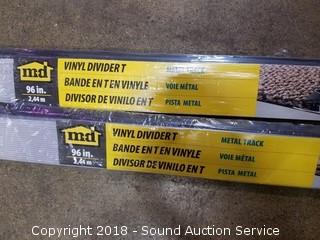 md
96 in.
2,44 m
VINYL DIVIDER T
BANDE EN T EN VINYLE
VOIE MÉTAL
DIVISOR DE VINILO EN T
PISTA METAL
md
96 in.
2,44 m
VINYL DIVIDER T
METAL TRACK
BANDE EN T EN VINYLE
VOIE MÉTAL
DIVISOR DE VINILO EN T
PISTA METAL
Copyright 2018 - Sound Auction Service